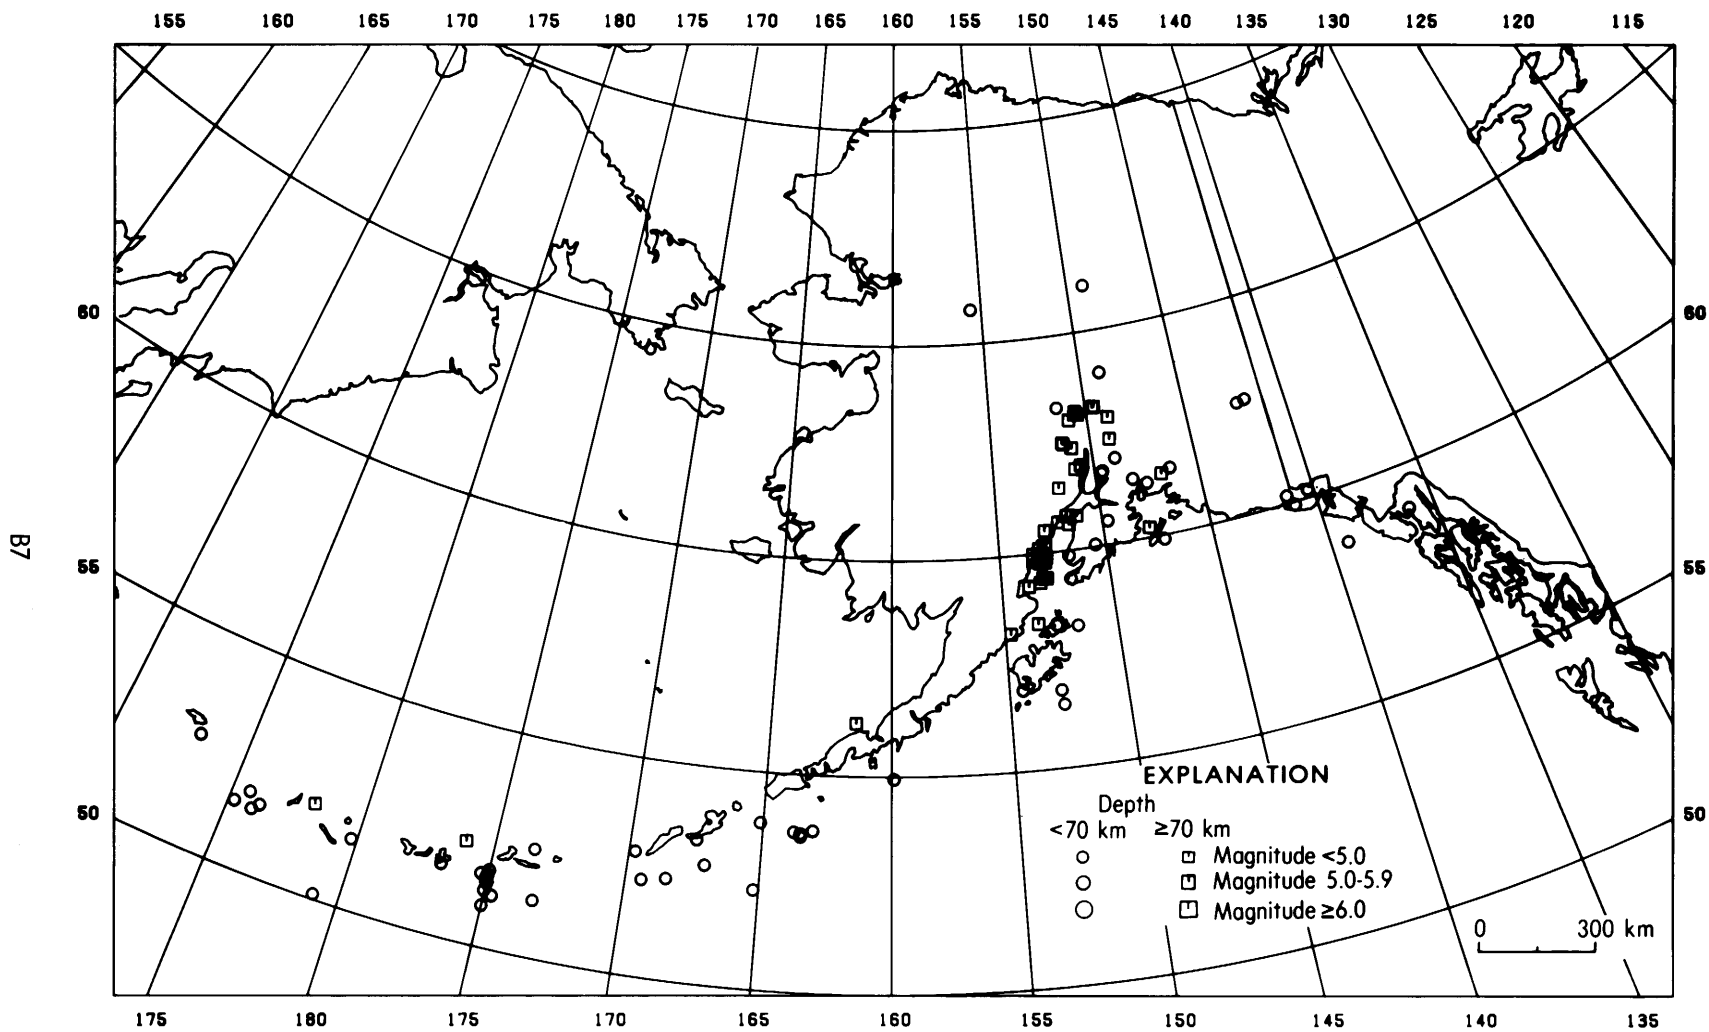 155 160 165 170 175 180 175 170 165 160 155 150 145 140 135 130 125 120 115
60 60
B7
55 55
EXPLANATION
Depth
<70 km ≥70 km
Magnitude <5.0
50 50
Magnitude 5.0-5.9
Magnitude ≥6.0
0 300 km
175 180 175 170 165 160 155 150 145 140 135